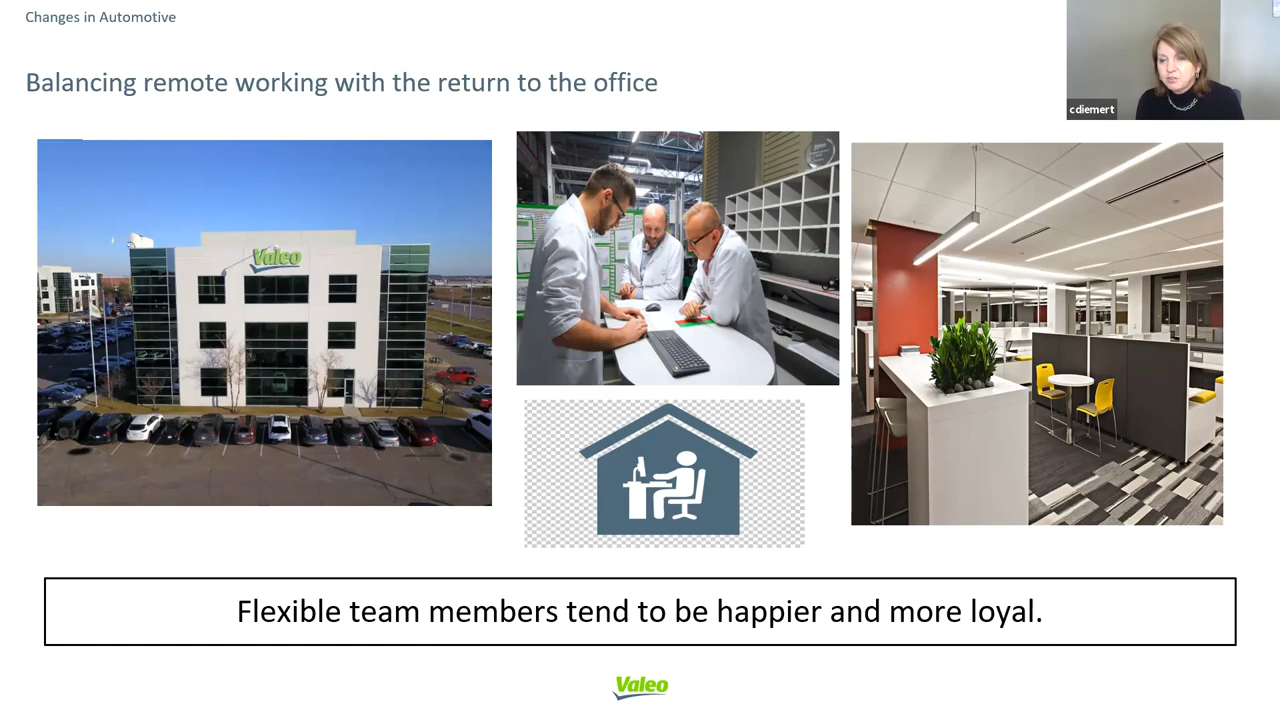 Changes in Automotive
Balancing remote working with the return to the office
cdiemert
Valeo
Flexible team members tend to be happier and more loyal.
Valeo